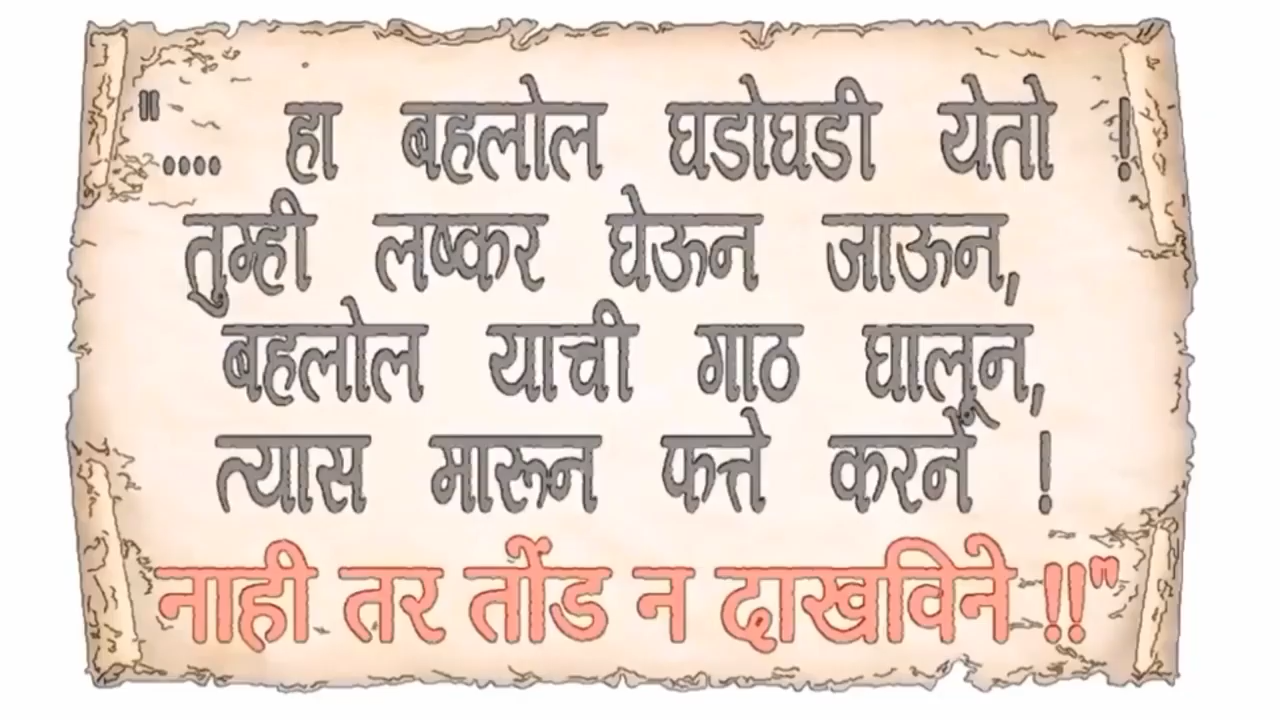 ".... हा बहलोल घडोघडी येतो !
तुम्ही लष्कर घेऊन जाऊन,
बहलोल याची गाठ घालून,
त्यास मारून फत्ते करने !
नाही तर तोंड न दाखविने !!"